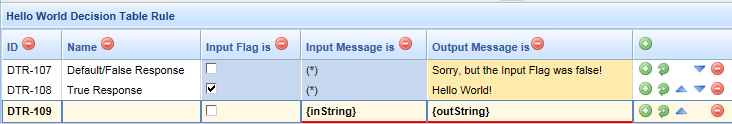 Hello World Decision Table Rule
ID Name Input Flag is Input Message is Output Message is
DTR-107 Default/False Response (*) Sorry, but the Input Flag was false!
DTR-108 True Response (*) Hello World!
DTR-109 {inString} {outString}